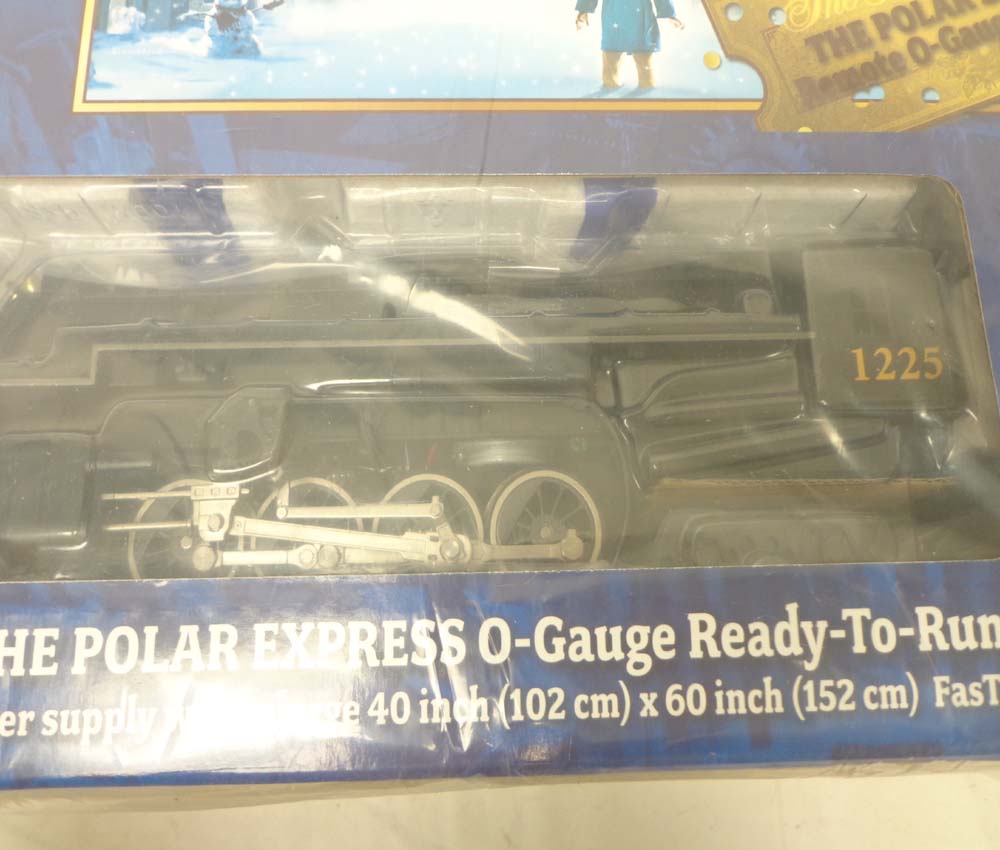 THE POLAR
Remote O-Gau
1225
HE POLAR EXPRESS O-Gauge Ready-To-Run
er supply 40 inch (102 cm) x 60 inch (152 cm) FasT